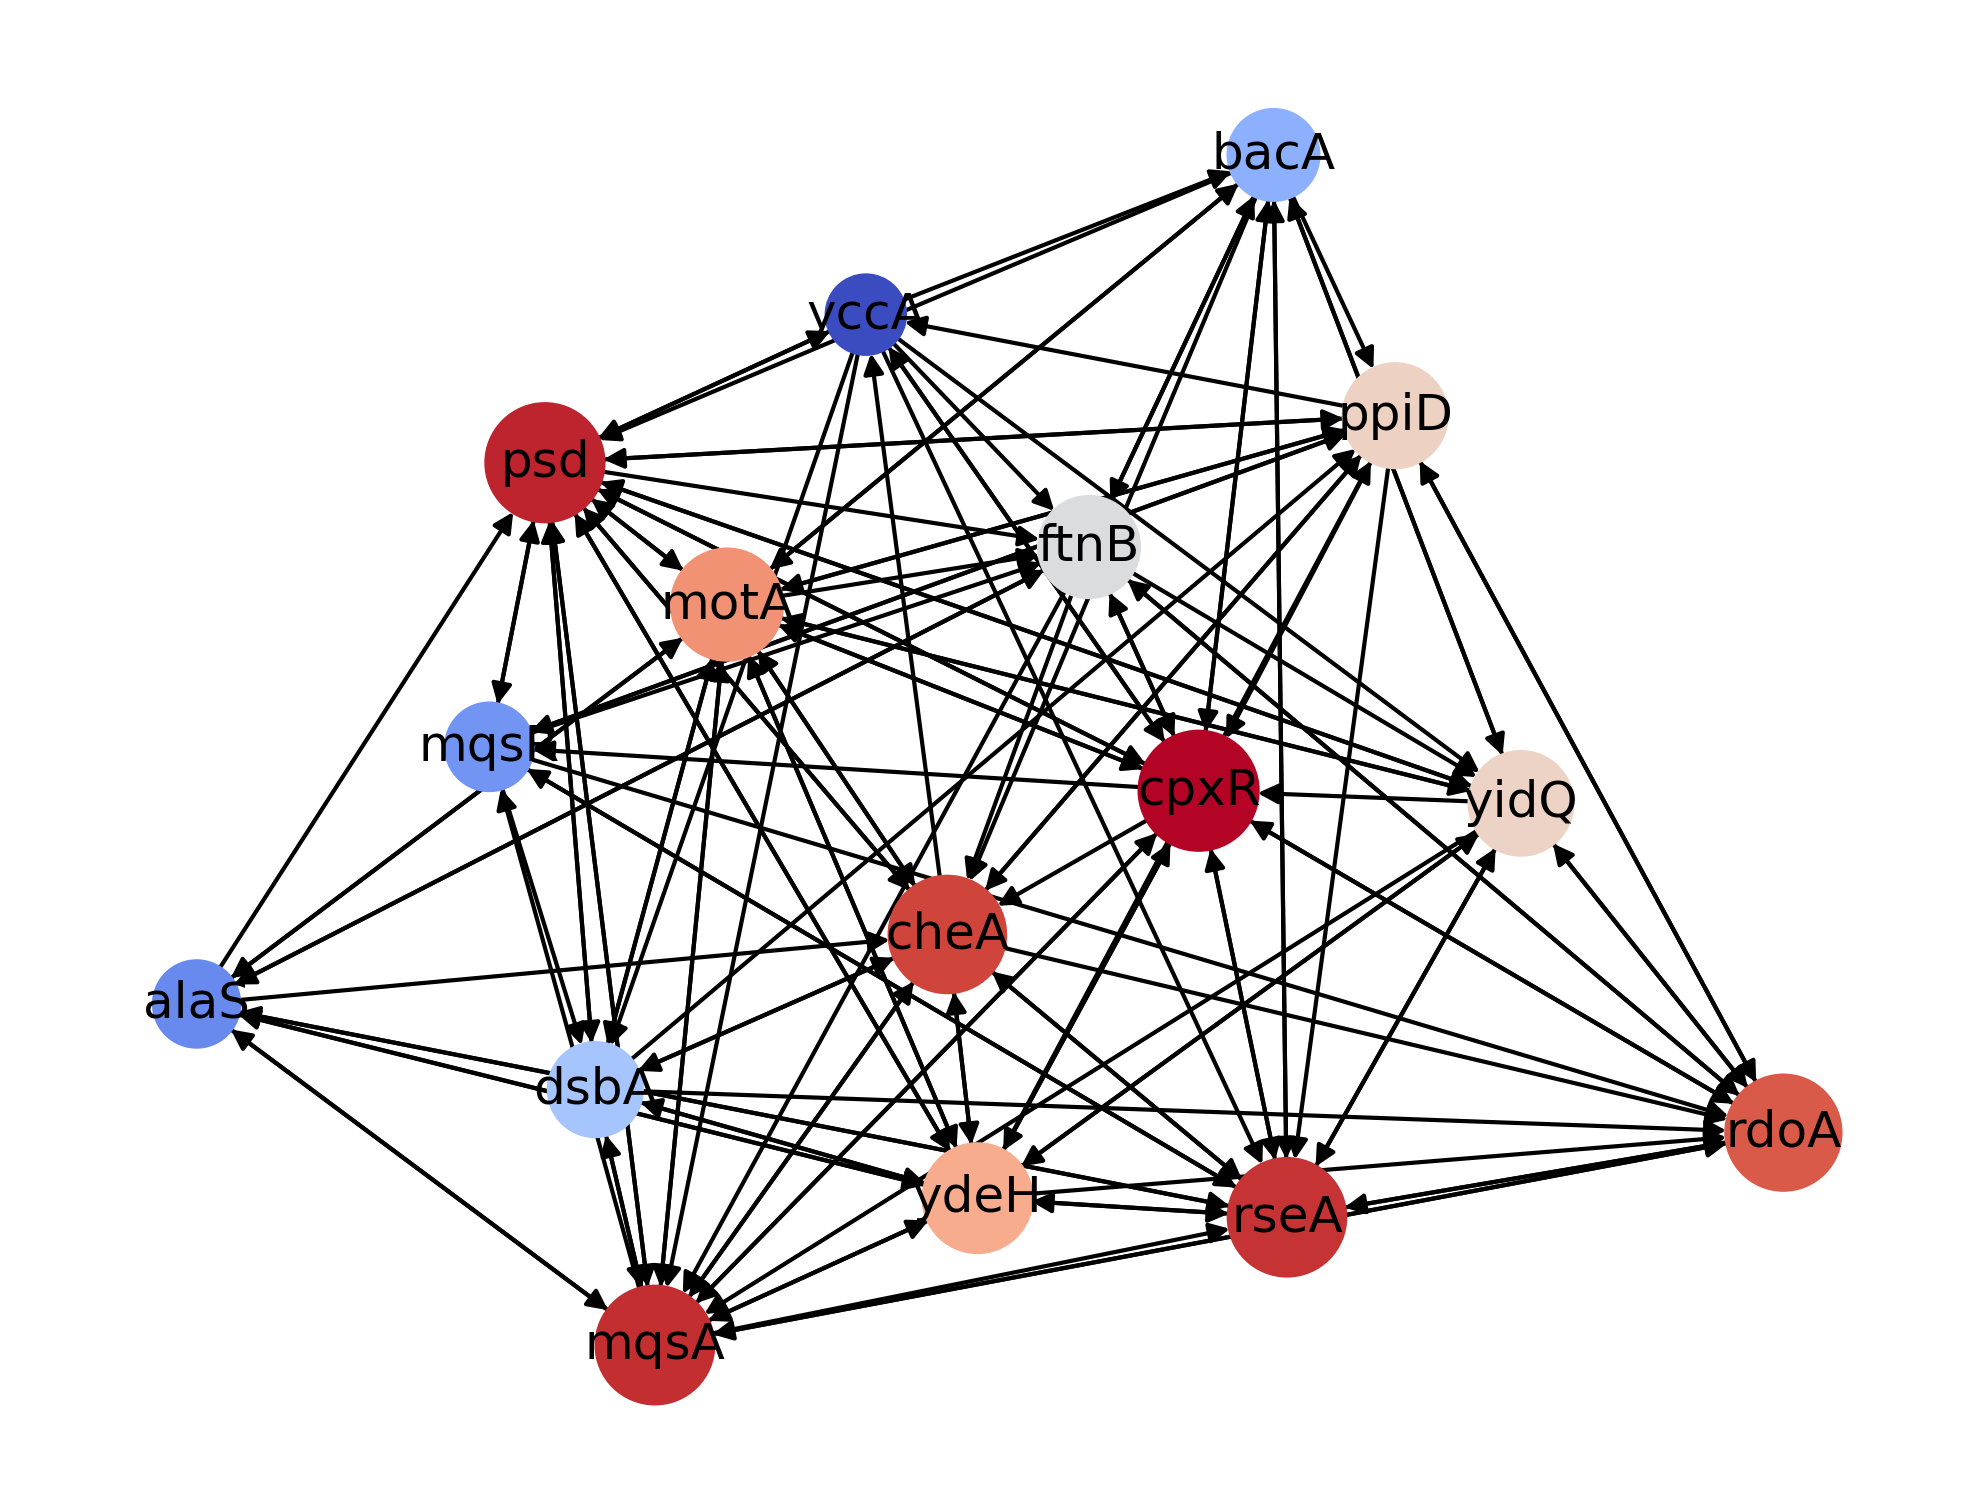 bacA
yccA
ppiD
psd
ftnB
motA
mqsR
cpxR
yidQ
cheA
alaS
dsbA
rdoA
ydeH
rseA
mqsA